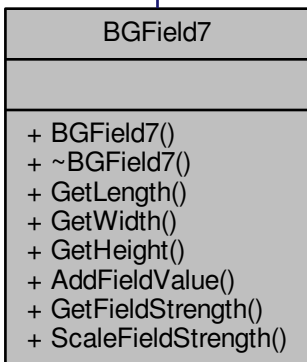 BGField7
+ BGField7()
+ ~BGField7()
+ GetLength()
+ GetWidth()
+ GetHeight()
+ AddFieldValue()
+ GetFieldStrength()
+ ScaleFieldStrength()